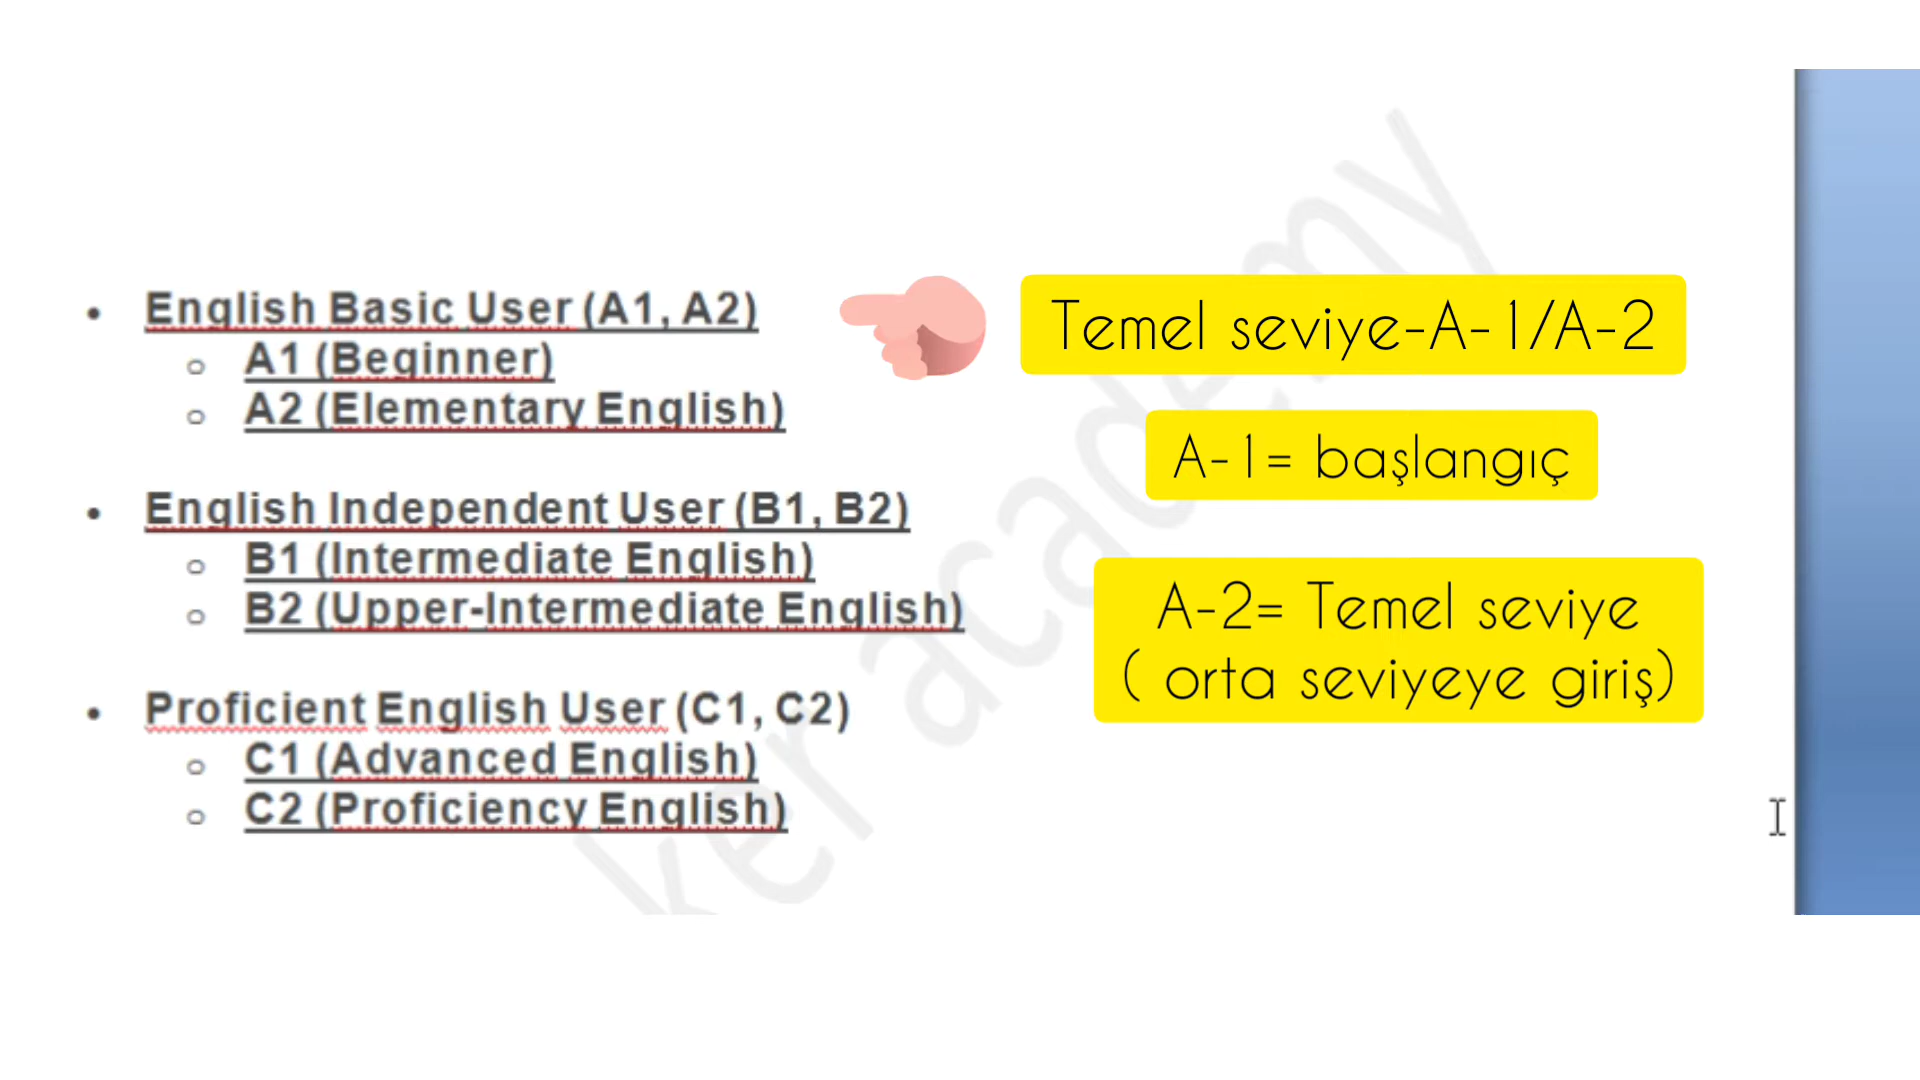 English Basic User (A1, A2)
A1 (Beginner)
A2 (Elementary English)
English Independent User (B1, B2)
B1 (Intermediate English)
B2 (Upper-Intermediate English)
Proficient English User (C1, C2)
C1 (Advanced English)
C2 (Proficiency English)
Temel seviye-A-1/A-2
A-1= başlangıç
A-2= Temel seviye
( orta seviyeye giriş)
ker academy